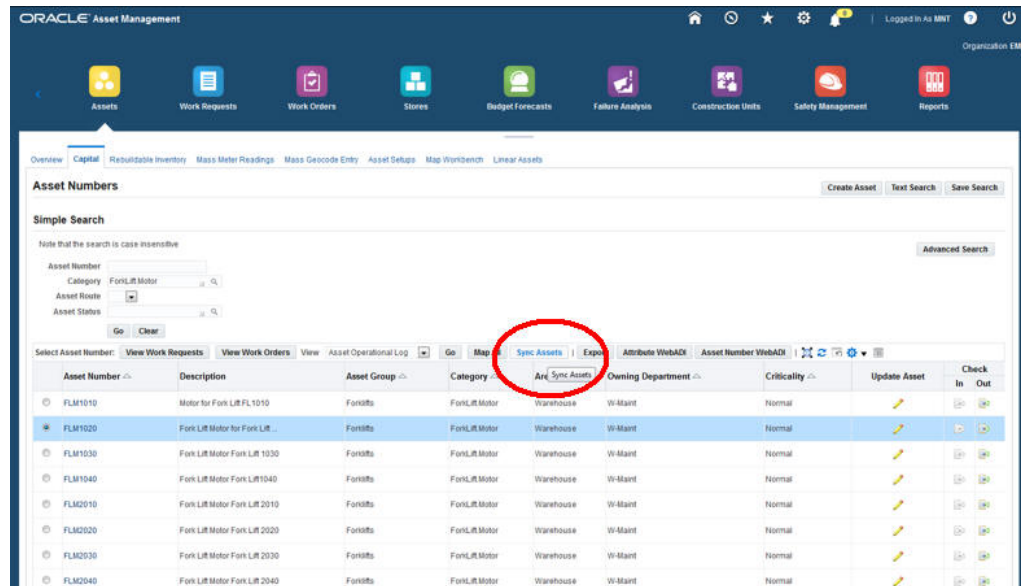 ORACLE Asset Management
0
Logged In As MNT
?
Organization EM
Assets Work Requests Work Orders Stores Budget Forecasts Failure Analysis Construction Units Safety Management Reports
Overview Capital Rebuildable Inventory Mass Meter Readings Mass Geocode Entry Asset Setups Map Workbench Linear Assets
Asset Numbers Create Asset Text Search Save Search
Simple Search
Note that the search is case insensitive Advanced Search
Asset Number
Category ForkLift.Motor
Asset Route
Asset Status
Go Clear
Select Asset Number: View Work Requests View Work Orders View Asset Operational Log Go Map All Sync Assets | Export Attribute WebADI Asset Number WebADI
Asset Number Description Asset Group Category Area Owning Department Criticality Update Asset Check
In Out
Sync Assets
FLM1010 Motor for Fork Lift FL1010 Forklifts ForkLift.Motor Warehouse W-Maint Normal
FLM1020 Fork Lift Motor for Fork Lift ... Forklifts ForkLift.Motor Warehouse W-Maint Normal
FLM1030 Fork Lift Motor Fork Lift 1030 Forklifts ForkLift.Motor Warehouse W-Maint Normal
FLM1040 Fork Lift Motor Fork Lift1040 Forklifts ForkLift.Motor Warehouse W-Maint Normal
FLM2010 Fork Lift Motor Fork Lift 2010 Forklifts ForkLift.Motor Warehouse W-Maint Normal
FLM2020 Fork Lift Motor Fork Lift 2020 Forklifts ForkLift.Motor Warehouse W-Maint Normal
FLM2030 Fork Lift Motor Fork Lift 2030 Forklifts ForkLift.Motor Warehouse W-Maint Normal
FLM2040 Fork Lift Motor Fork Lift 2040 Forklifts ForkLift.Motor Warehouse W-Maint Normal